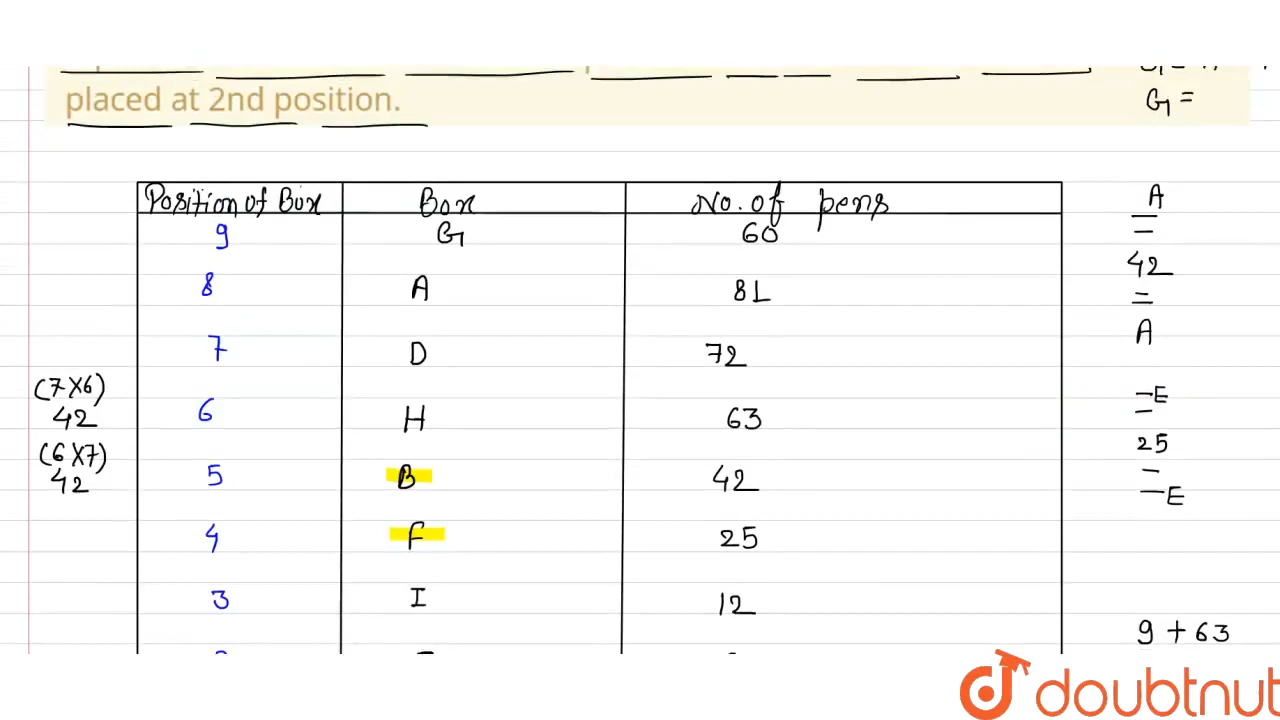 placed at 2nd position.
G =
Position of Box Box No. of pens
9 G 60
8 A 81
7 D 72
6 H 63
5 B 42
4 F 25
3 I 12
(7×6)
42
(6×7)
42
A
42
A
E
25
E
9 + 63
doubtnut